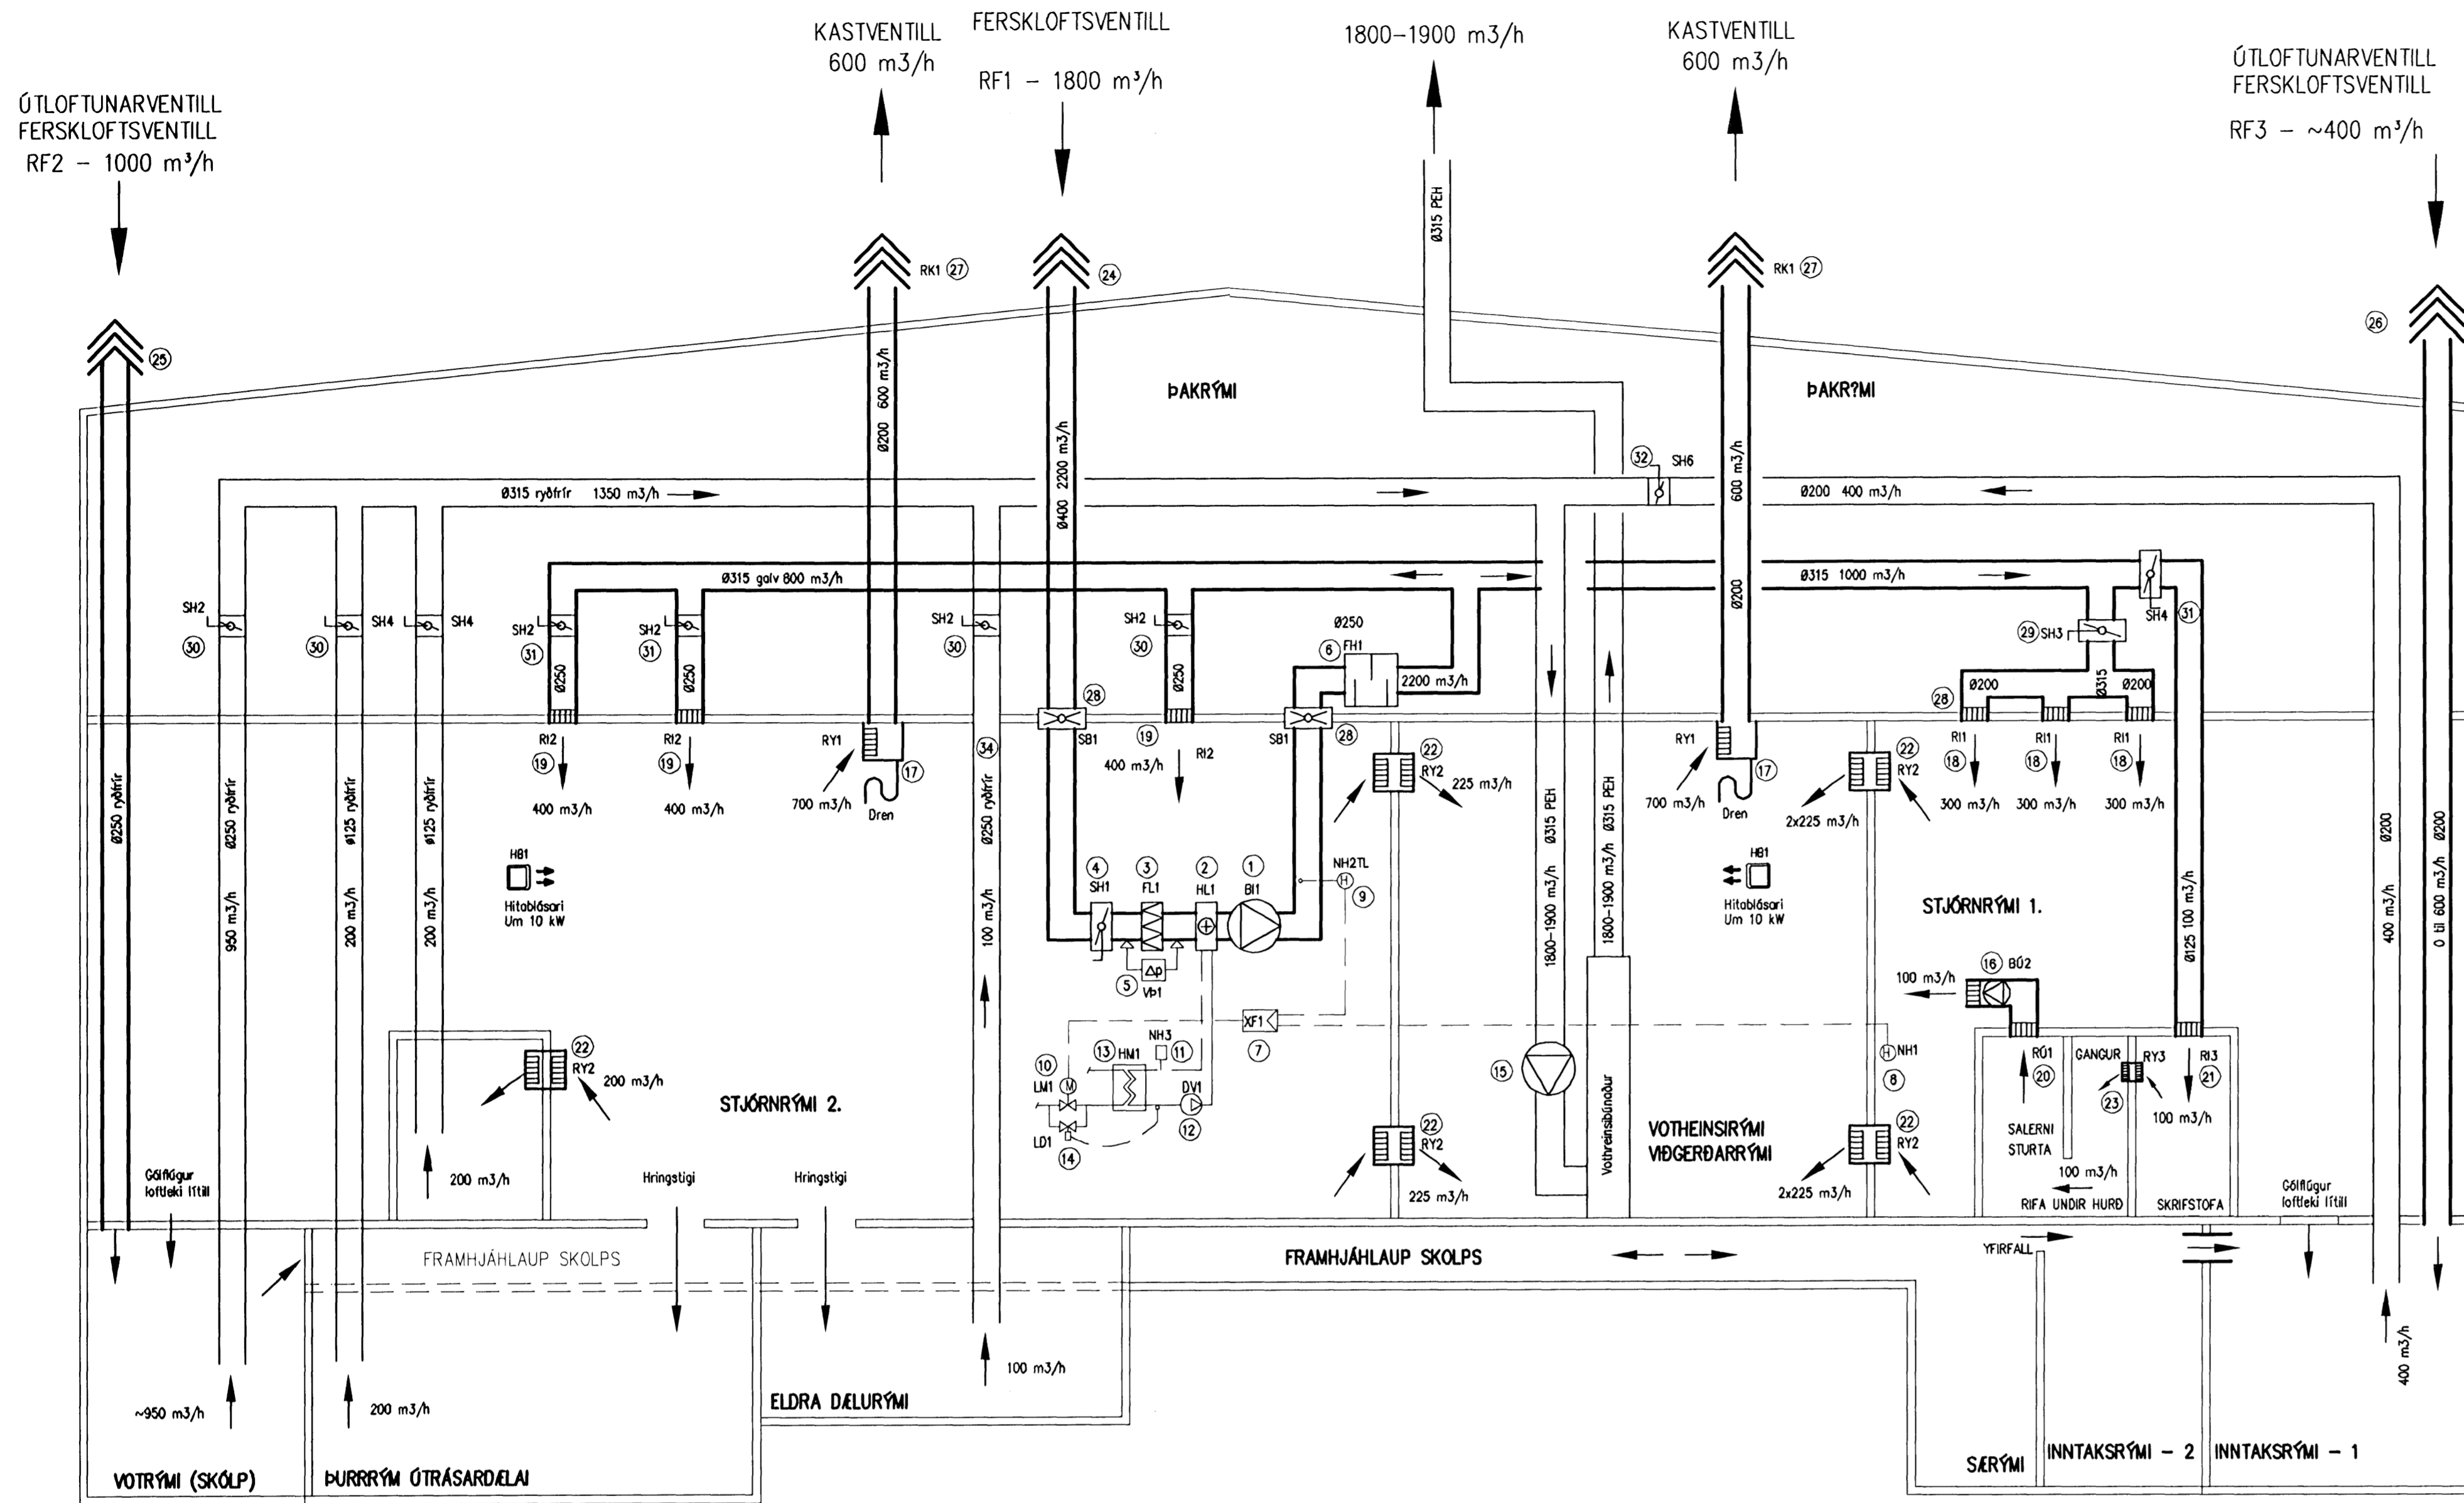 KASTVENTILL
600 m3/h
FERSKLOFTSVENTILL
RF1 – 1800 m³/h
1800–1900 m3/h
KASTVENTILL
600 m3/h
ÚTLOFTUNARVENTILL
FERSKLOFTSVENTILL
RF3 – ~400 m³/h
ÚTLOFTUNARVENTILL
FERSKLOFTSVENTILL
RF2 – 1000 m³/h
Ø315 PEH
RK1 27
24
RK1 27
26
25
ÞAKRÝMI
ÞAKR?MI
Ø200 600 m3/h
Ø400 2200 m3/h
600 m3/h
Ø200
32 SH6
Ø315 ryðfrír 1350 m3/h
Ø200 400 m3/h
Ø315 galv 800 m3/h
Ø315 1000 m3/h
SH2
30
30
SH4
SH4
SH2
31
SH2
31
SH2
30
SH2
30
Ø250
6 FH1
2200 m3/h
29 SH3
SH4
31
Ø250
Ø250
Ø250
28
SB1
SB1
28
28
Ø200
Ø315
Ø200
RI2
19
400 m3/h
RI2
19
400 m3/h
RY1
17
700 m3/h
Dren
34
19
RI2
400 m3/h
22
RY2
225 m3/h
RY1
17
700 m3/h
Dren
22
RY2
2x225 m3/h
RI1
18
300 m3/h
RI1
18
300 m3/h
RI1
18
300 m3/h
Ø250 ryðfrír
950 m3/h Ø250 ryðfrír
200 m3/h Ø125 ryðfrír
200 m3/h Ø125 ryðfrír
100 m3/h Ø250 ryðfrír
1800–1900 m3/h Ø315 PEH
1800–1900 m3/h Ø315 PEH
Ø125 100 m3/h
400 m3/h Ø200
0 til 600 m3/h Ø200
HB1
Hitablásari
Um 10 kW
4
SH1
3
FL1
2
HL1
1
BI1
NH2TL
H
9
HB1
Hitablásari
Um 10 kW
STJÓRNRÝMI 1.
Δp
5
VÞ1
16 BÚ2
100 m3/h
XF1
7
NH3
11
13 HM1
10
LM1
M
DV1
12
LD1
14
15
H NH1
8
22
RY2
200 m3/h
STJÓRNRÝMI 2.
RÚ1
20
GANGUR
RY3
23
RI3
21
100 m3/h
SALERNI
STURTA
100 m3/h
RIFA UNDIR HURÐ
SKRIFSTOFA
Vothreinsibúnaður
VOTHEINSIRÝMI
VIÐGERÐARRÝMI
22
RY2
225 m3/h
22
RY2
2x225 m3/h
Gólflúgur
loftleki lítill
200 m3/h
Hringstigi
Hringstigi
Gólflúgur
loftleki lítill
FRAMHJÁHLAUP SKOLPS
FRAMHJÁHLAUP SKOLPS
YFIRFALL
~950 m3/h
200 m3/h
100 m3/h
400 m3/h
ELDRA DÆLURÝMI
VOTRÝMI (SKÓLP)
ÞURRRÝM ÚTRÁSARDÆLAI
SÆRÝMI
INNTAKSRÝMI – 2
INNTAKSRÝMI – 1